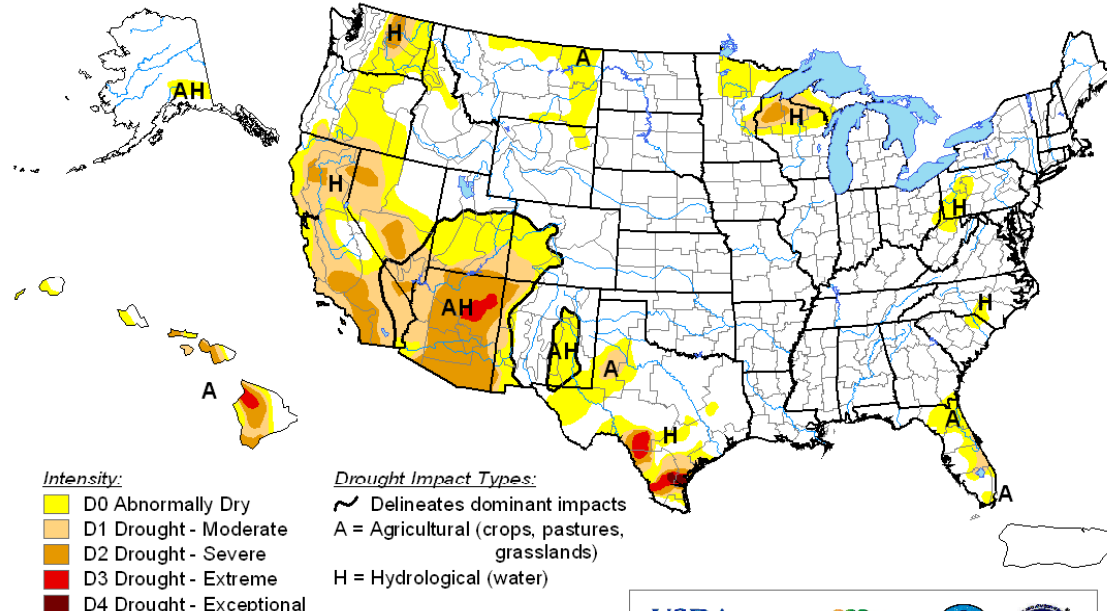 H
A
AH
H
H
H
AH
H
AH
A
A
H
A
A
Intensity:
D0 Abnormally Dry
D1 Drought - Moderate
D2 Drought - Severe
D3 Drought - Extreme
D4 Drought - Exceptional
Drought Impact Types:
Delineates dominant impacts
A = Agricultural (crops, pastures,
grasslands)
H = Hydrological (water)
USDA